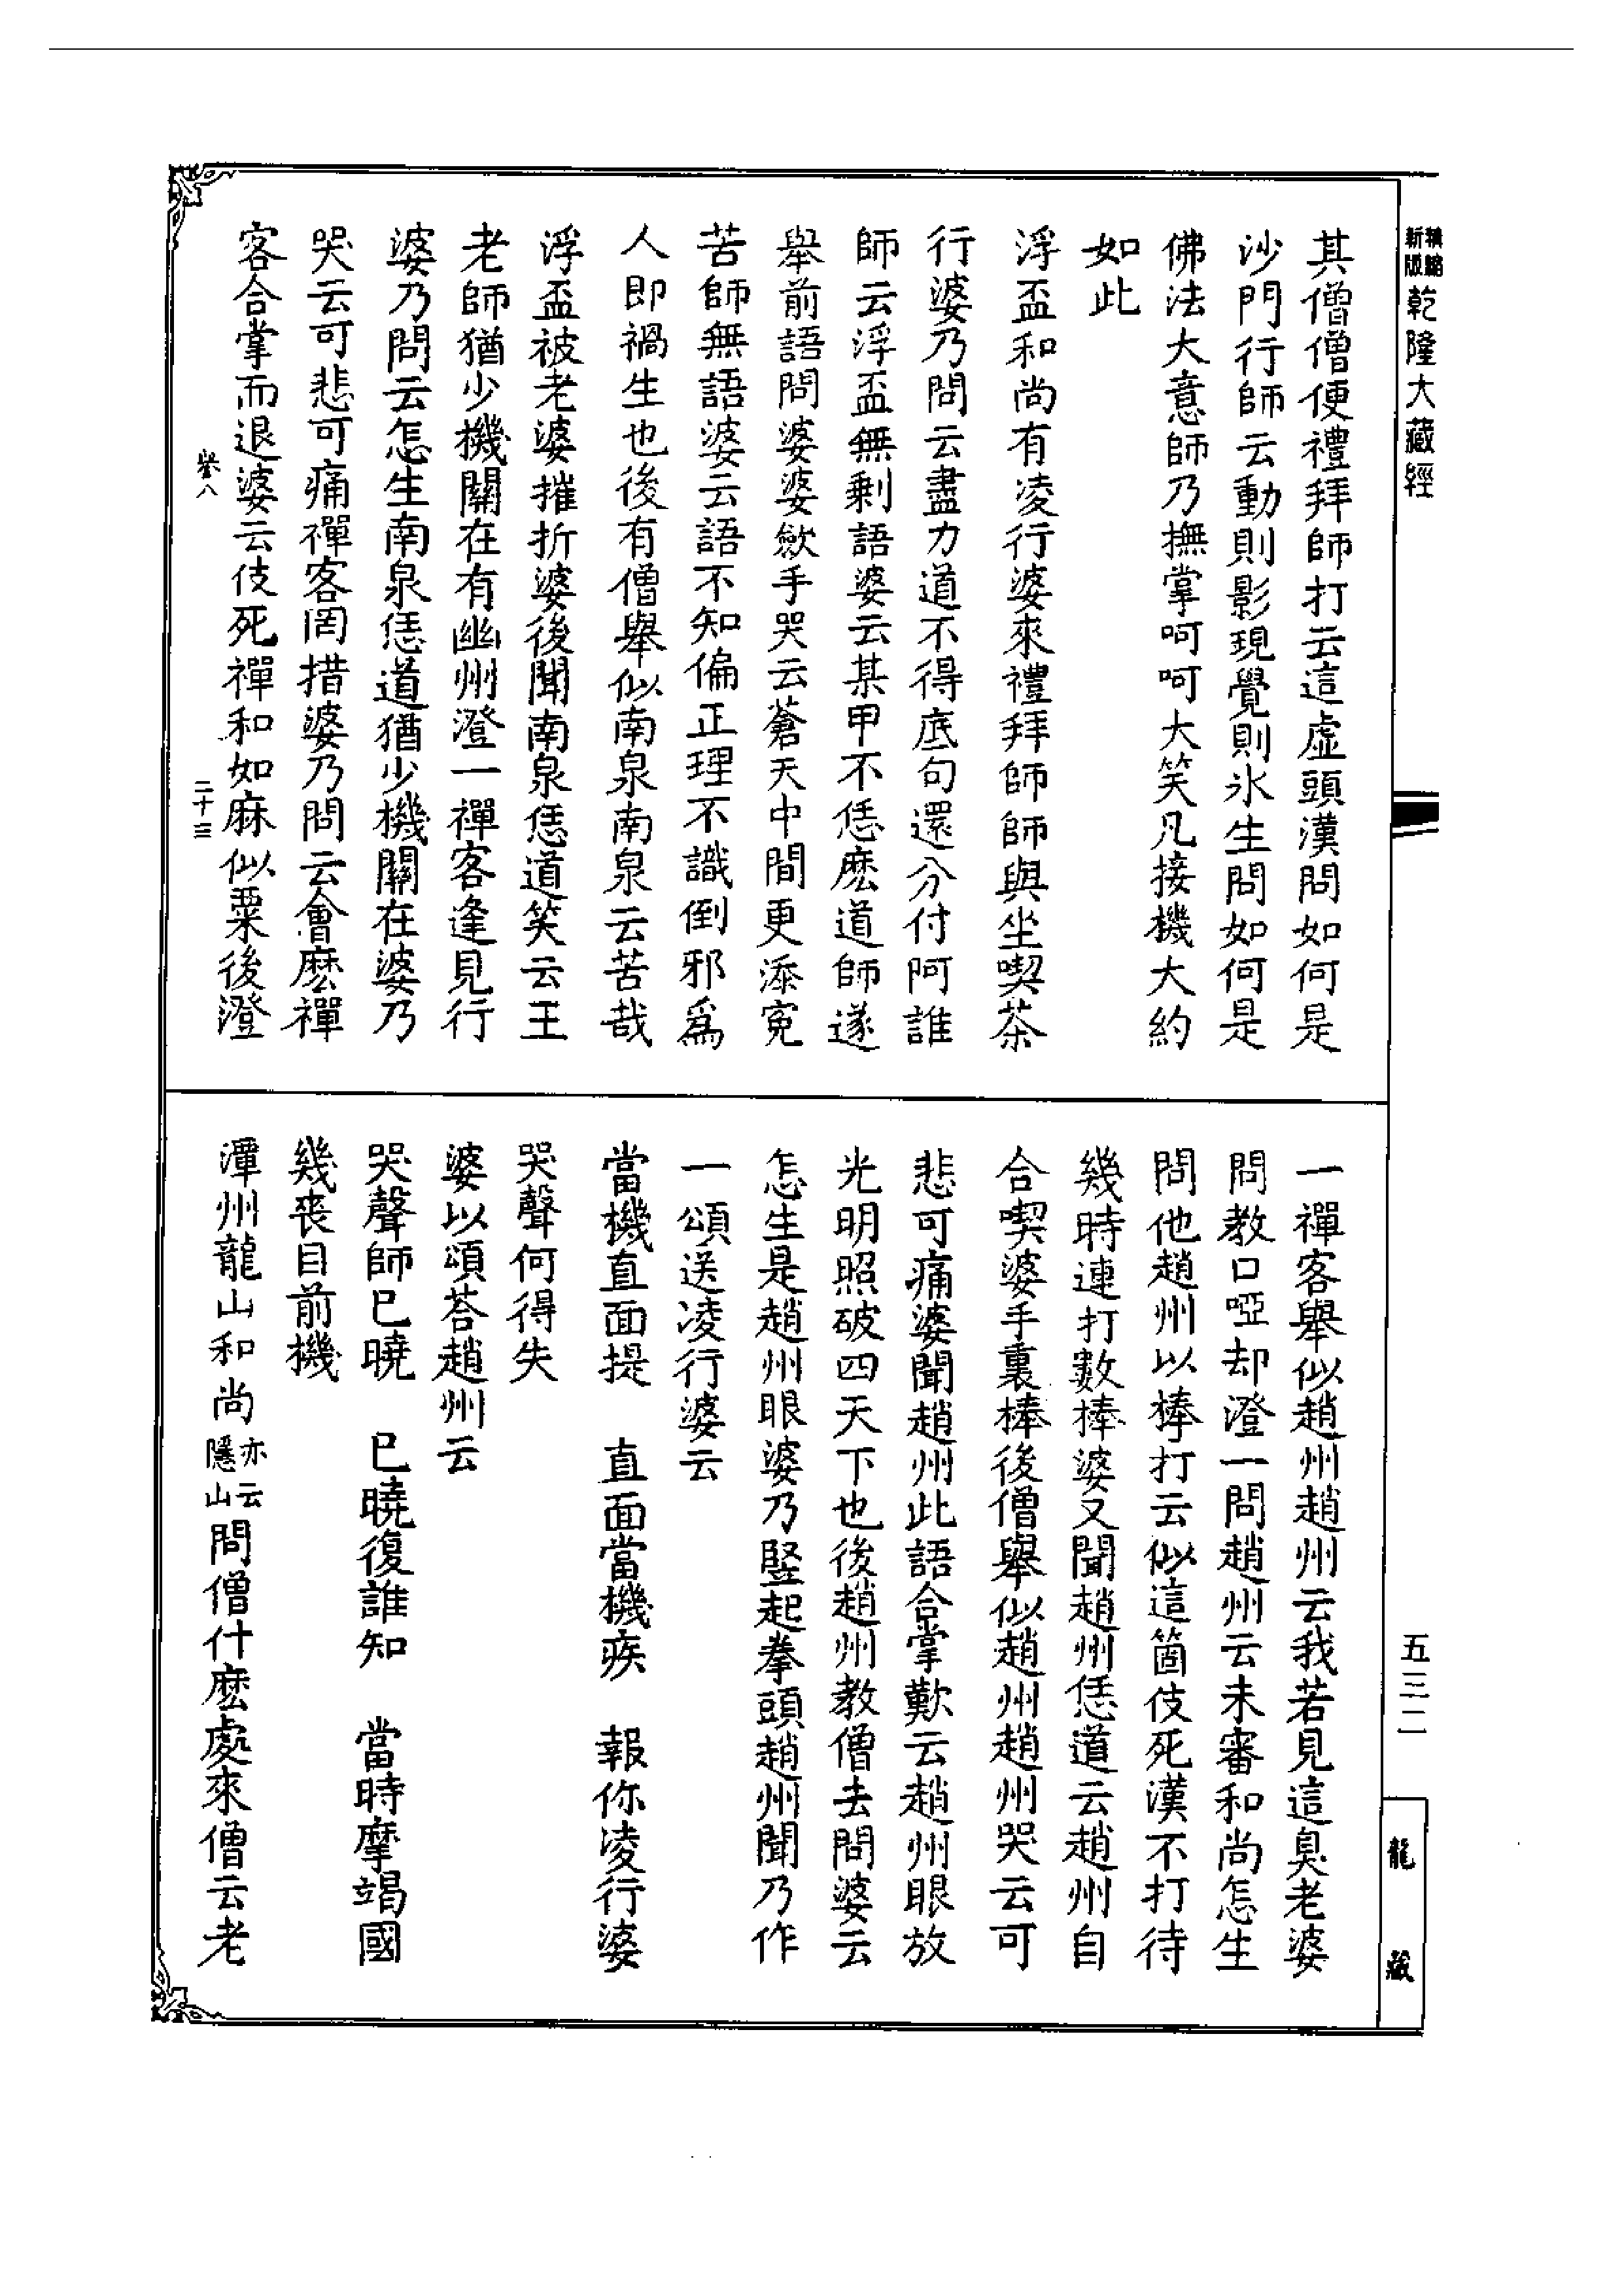 新版精縮乾隆大藏經
其僧僧便禮拜師打云這虛頭漢問如何是
沙門行師云動則影現覺則氷生問如何是
佛法大意師乃撫掌呵呵大笑凡接機大約
如此
浮盃和尚有凌行婆來禮拜師師與坐喫茶
行婆乃問云盡力道不得底句還分付阿誰
師云浮盃無剩語婆云某甲不恁麽道師遂
舉前語問婆婆斂手哭云蒼天中間更添寃
苦師無語婆云語不知偏正理不識倒邪爲
人即禍生也後有僧舉似南泉南泉云苦哉
浮盃被老婆摧折婆後聞南泉恁道笑云王
老師猶少機關在有幽州澄一禪客逢見行
婆乃問云怎生南泉恁道猶少機關在婆乃
哭云可悲可痛禪客罔措婆乃問云會麽禪
客合掌而退婆云伎死禪和如麻似粟後澄
卷八
二十三
一禪客舉似趙州趙州云我若見這臭老婆
問教口啞却澄一問趙州云未審和尚怎生
問他趙州以棒打云似這箇伎死漢不打待
幾時連打數棒婆又聞趙州恁道云趙州自
合喫婆手裏棒後僧舉似趙州趙州哭云可
悲可痛婆聞趙州此語合掌歎云趙州眼放
光明照破四天下也後趙州教僧去問婆云
怎生是趙州眼婆乃竪起拳頭趙州聞乃作
一頌送凌行婆云
當機直面提　直面當機疾　報你凌行婆
哭聲何得失
婆以頌荅趙州云
哭聲師已曉　已曉復誰知　當時摩竭國
幾丧目前機
潭州龍山和尚亦云隱山問僧什麽處來僧云老
五三二
龍藏